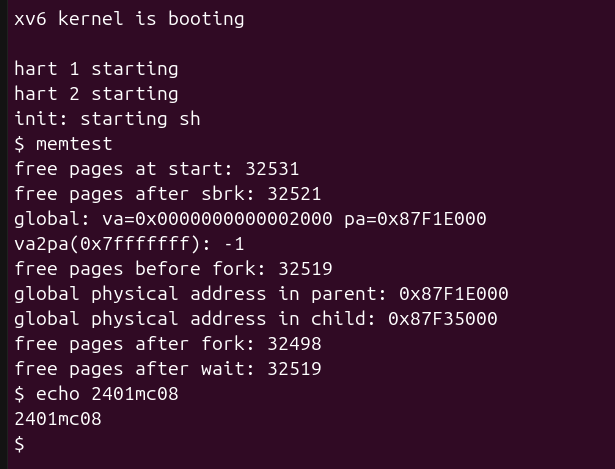 xv6 kernel is booting

hart 1 starting
hart 2 starting
init: starting sh
$ memtest
free pages at start: 32531
free pages after sbrk: 32521
global: va=0x0000000000002000 pa=0x87F1E000
va2pa(0x7fffffff): -1
free pages before fork: 32519
global physical address in parent: 0x87F1E000
global physical address in child: 0x87F35000
free pages after fork: 32498
free pages after wait: 32519
$ echo 2401mc08
2401mc08
$